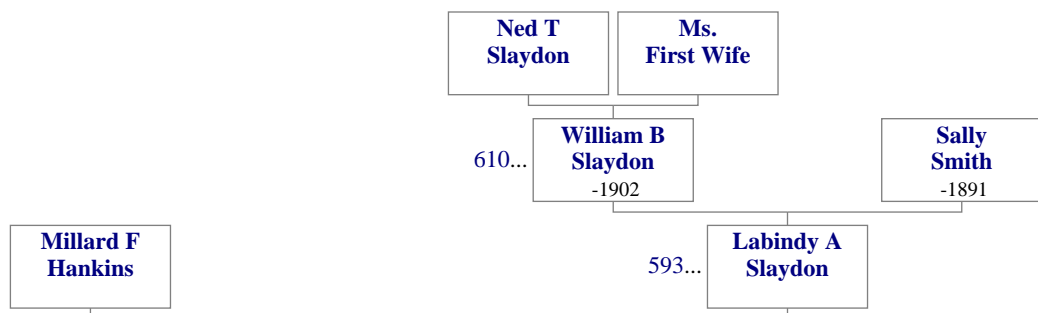 Ned T
Slaydon
Ms.
First Wife
610...
William B
Slaydon
-1902
Sally
Smith
-1891
Millard F
Hankins
593...
Labindy A
Slaydon